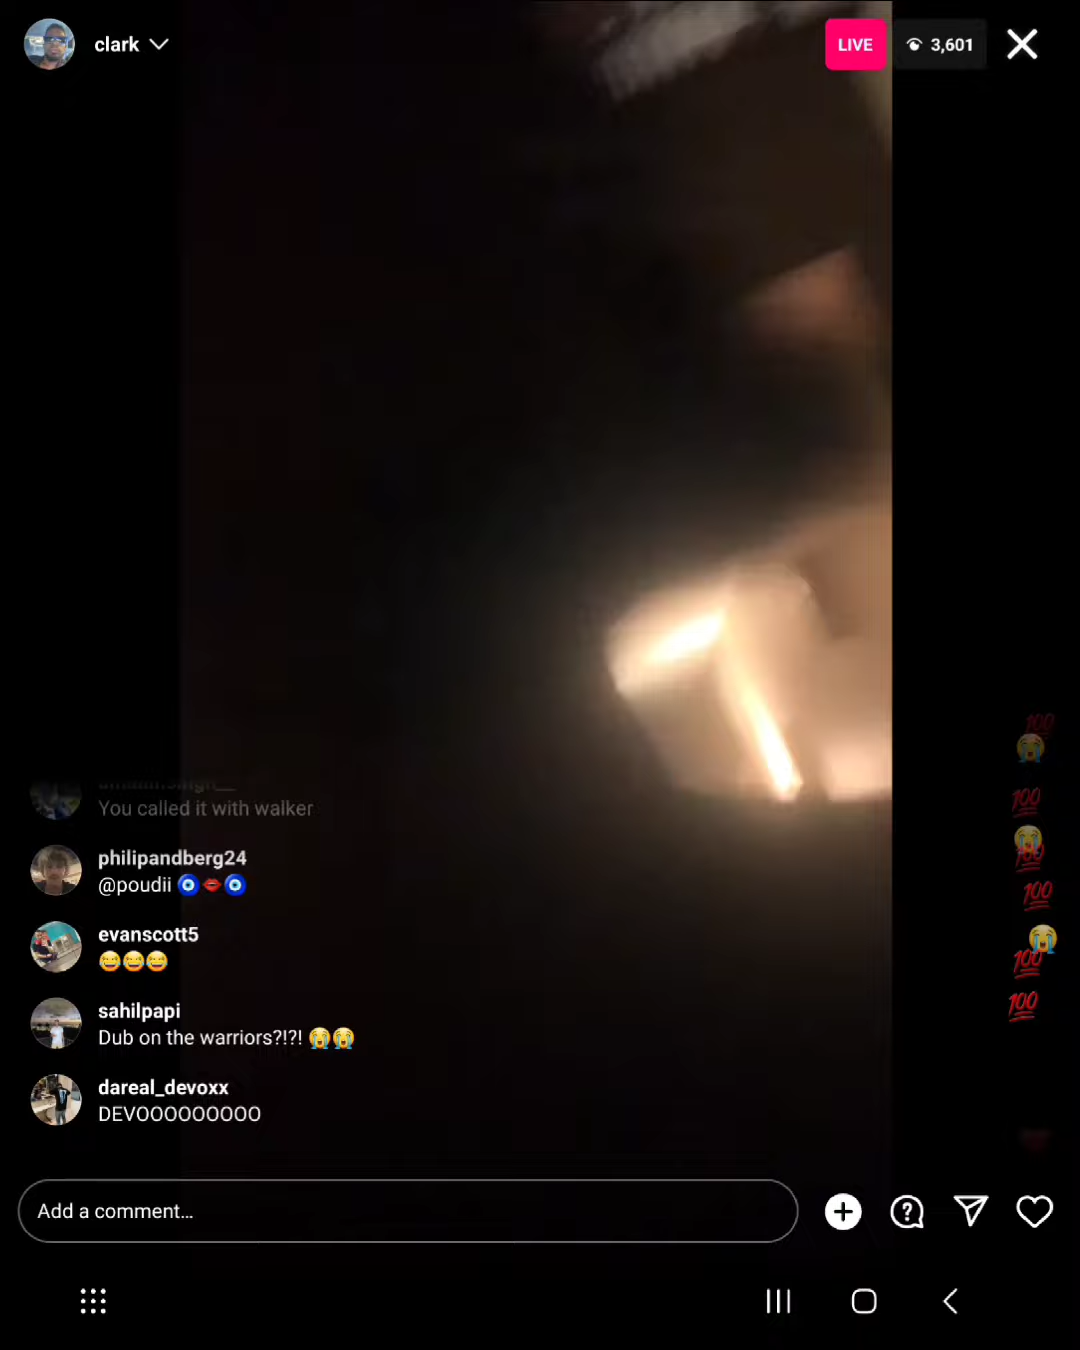 clark
LIVE
3,601
You called it with walker
philipandberg24
@poudii 🧿👄🧿
evanscott5
😂😂😂
sahilpapi
Dub on the warriors?!?! 😭😭
dareal_devoxx
DEVOOOOOOOOO
Add a comment...